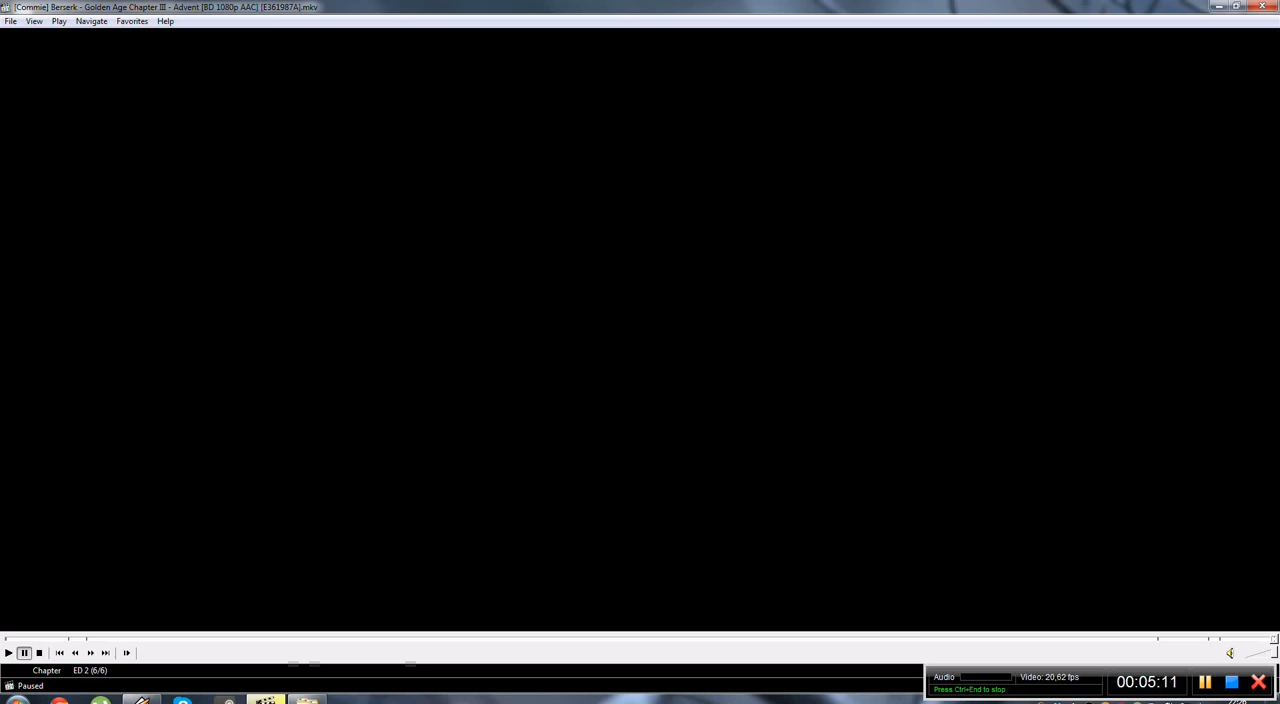 [Commie] Berserk - Golden Age Chapter III - Advent [BD 1080p AAC] [E361987A].mkv
File View Play Navigate Favorites Help
Chapter ED 2 (6/6)
Paused
Audio Video: 20,62 fps
Press Ctrl+End to stop
00:05:11